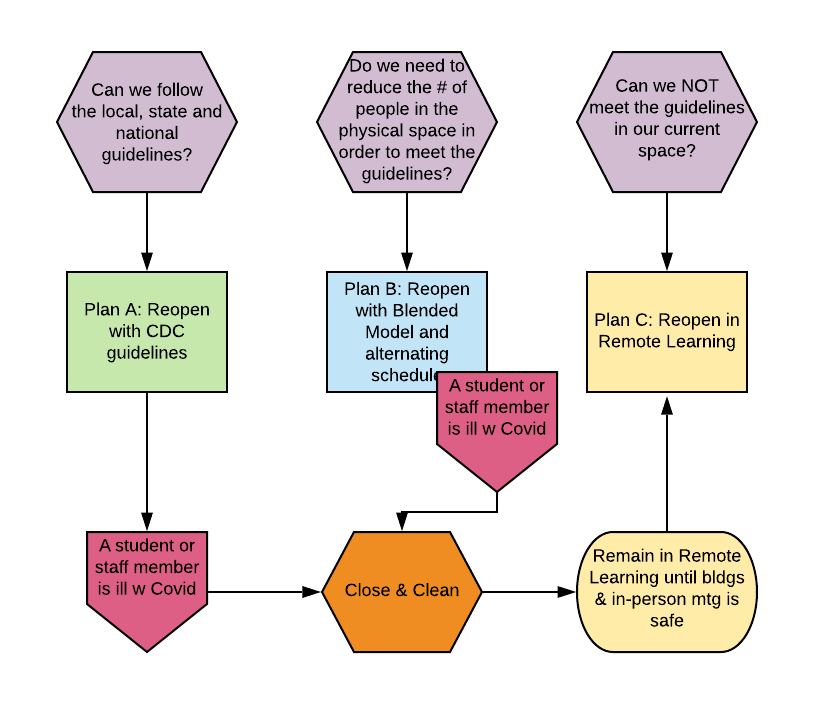 Can we follow
the local, state and
national
guidelines?
Do we need to
reduce the # of
people in the
physical space in
order to meet the
guidelines?
Can we NOT
meet the guidelines
in our current
space?
Plan A: Reopen
with CDC
guidelines
Plan B: Reopen
with Blended
Model and
alternating
schedule
Plan C: Reopen in
Remote Learning
A student or
staff member
is ill w Covid
A student or
staff member
is ill w Covid
Close & Clean
Remain in Remote
Learning until bldgs
& in-person mtg is
safe